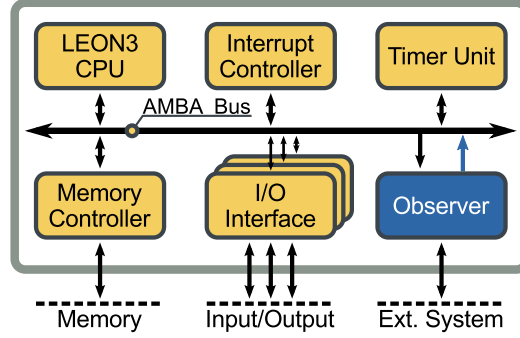 LEON3
CPU
Interrupt
Controller
Timer Unit
AMBA Bus
Memory
Controller
I/O
Interface
Observer
Memory
Input/Output
Ext. System